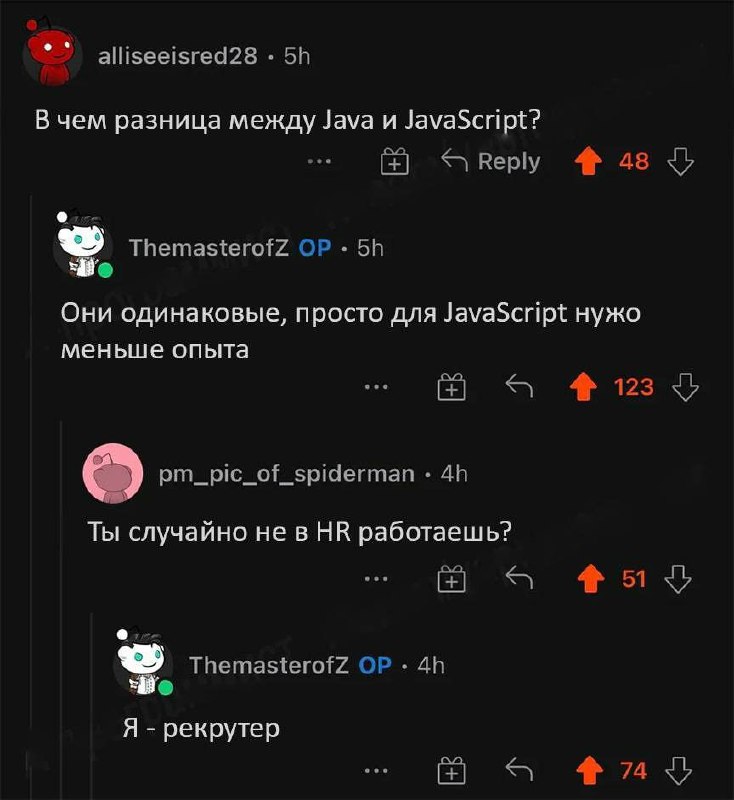 alliseeisred28 • 5h
В чем разница между Java и JavaScript?
Reply 48
ThemasterofZ OP • 5h
Они одинаковые, просто для JavaScript нужо
меньше опыта
123
pm_pic_of_spiderman • 4h
Ты случайно не в HR работаешь?
51
ThemasterofZ OP • 4h
Я - рекрутер
74